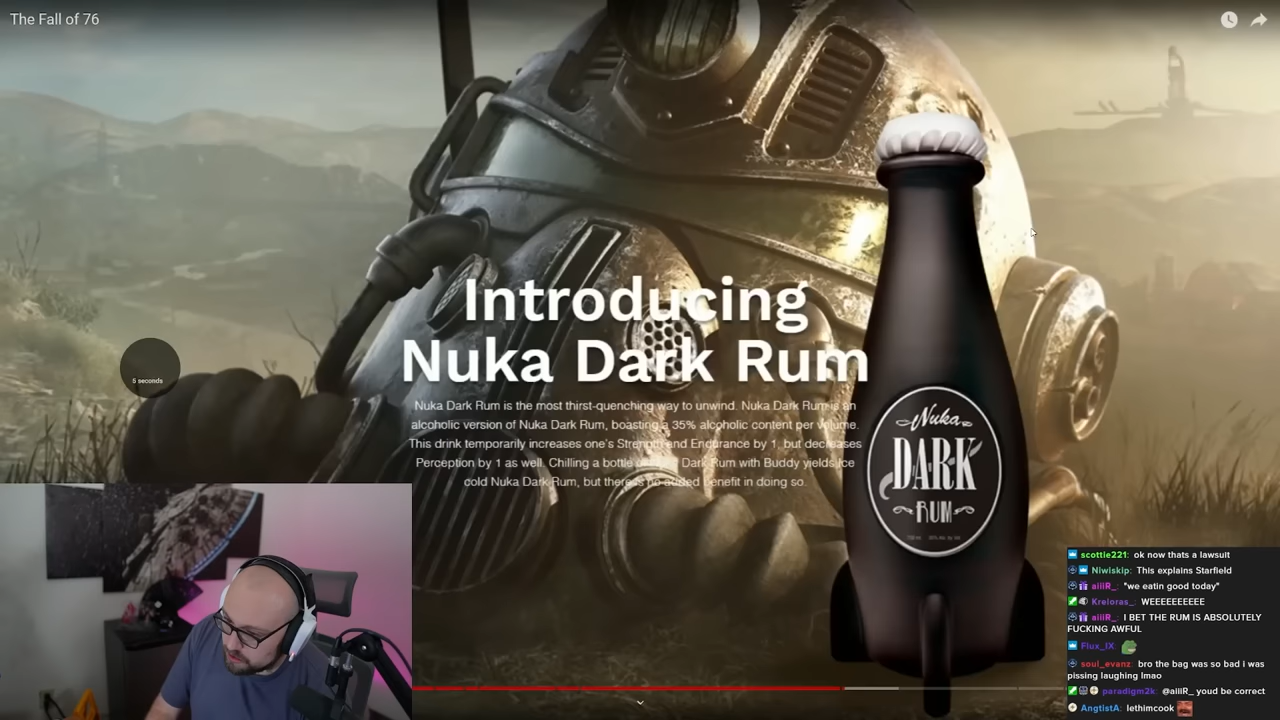 The Fall of 76
Introducing
Nuka Dark Rum
Nuka Dark Rum is the most thirst-quenching way to unwind. Nuka Dark Rum is an
alcoholic version of Nuka Dark Rum, boasting a 35% alcoholic content per volume.
This drink temporarily increases one's Strength and Endurance by 1, but decreases
Perception by 1 as well. Chilling a bottle Dark Rum with Buddy yields Ice
cold Nuka Dark Rum, but there's no added benefit in doing so.
5 seconds
Nuka
DARK
RUM
scottie221: ok now thats a lawsuit
Niwiskip: This explains Starfield
aiiiR_: "we eatin good today"
Kreioras_: WEEEEEEEEEE
aiiiR_: I BET THE RUM IS ABSOLUTELY
FUCKING AWFUL
Flux_IX:
soul_evanz: bro the bag was so bad i was
pissing laughing lmao
paradigm2k: @aiiiR_ youd be correct
AngtistA: lethimcook